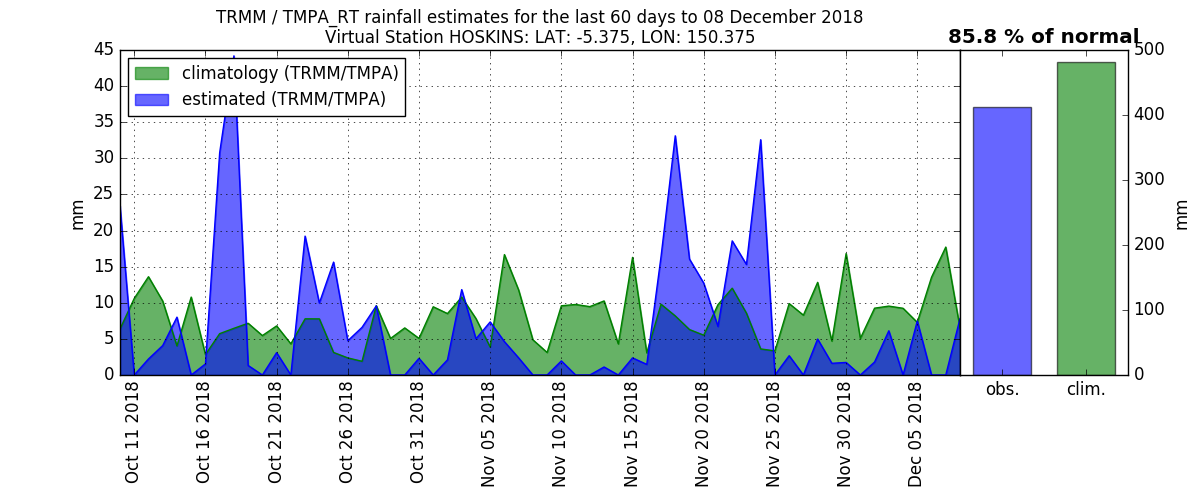 TRMM / TMPA_RT rainfall estimates for the last 60 days to 08 December 2018
Virtual Station HOSKINS: LAT: -5.375, LON: 150.375
85.8 % of normal
climatology (TRMM/TMPA)
estimated (TRMM/TMPA)
45
40
35
30
25
20
15
10
5
0
mm
Oct 11 2018
Oct 16 2018
Oct 21 2018
Oct 26 2018
Oct 31 2018
Nov 05 2018
Nov 10 2018
Nov 15 2018
Nov 20 2018
Nov 25 2018
Nov 30 2018
Dec 05 2018
obs.
clim.
500
400
300
200
100
0
mm